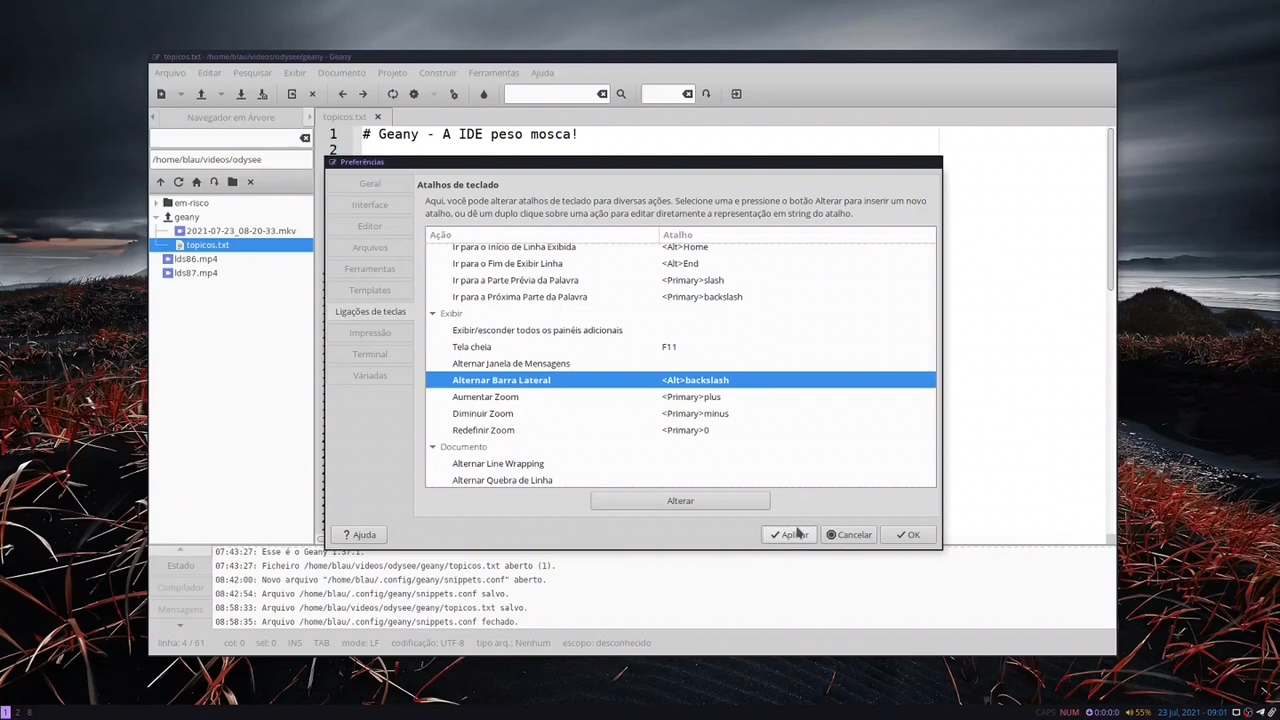 topicos.txt - /home/blau/videos/odysee/geany - Geany
Arquivo Editar Pesquisar Exibir Documento Projeto Construir Ferramentas Ajuda
Navegador em Árvore
topicos.txt
/home/blau/videos/odysee
em-risco
geany
2021-07-23_08-20-33.mkv
topicos.txt
lds86.mp4
lds87.mp4
1 # Geany - A IDE peso mosca!
2
Preferências
Geral
Interface
Editor
Arquivos
Ferramentas
Templates
Ligações de teclas
Impressão
Terminal
Váriadas
Atalhos de teclado
Aqui, você pode alterar atalhos de teclado para diversas ações. Selecione uma e pressione o botão Alterar para inserir um novo
atalho, ou dê um duplo clique sobre uma ação para editar diretamente a representação em string do atalho.
Ação Atalho
Ir para o Início de Linha Exibida <Alt>Home
Ir para o Fim de Exibir Linha <Alt>End
Ir para a Parte Prévia da Palavra <Primary>slash
Ir para a Próxima Parte da Palavra <Primary>backslash
Exibir
Exibir/esconder todos os painéis adicionais
Tela cheia F11
Alternar Janela de Mensagens
Alternar Barra Lateral <Alt>backslash
Aumentar Zoom <Primary>plus
Diminuir Zoom <Primary>minus
Redefinir Zoom <Primary>0
Documento
Alternar Line Wrapping
Alternar Quebra de Linha
Alterar
Ajuda Aplicar Cancelar OK
Estado
Compilador
Mensagens
07:43:27: Esse é o Geany 1.37.1.
07:43:27: Ficheiro /home/blau/videos/odysee/geany/topicos.txt aberto (1).
08:42:00: Novo arquivo "/home/blau/.config/geany/snippets.conf" aberto.
08:42:54: Arquivo /home/blau/.config/geany/snippets.conf salvo.
08:58:33: Arquivo /home/blau/videos/odysee/geany/topicos.txt salvo.
08:58:35: Arquivo /home/blau/.config/geany/snippets.conf fechado.
linha: 4 / 61 col: 0 sel: 0 INS TAB mode: LF codificação: UTF-8 tipo arq.: Nenhum escopo: desconhecido
1 2 8 CAPS NUM 0:0:0:0 55% 23 jul, 2021 - 09:01